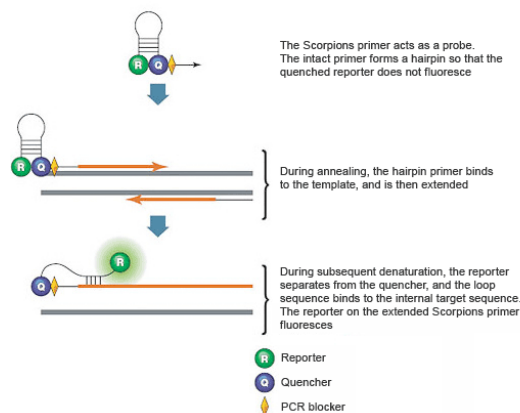 The Scorpions primer acts as a probe.
The intact primer forms a hairpin so that the
quenched reporter does not fluoresce
R Q
R Q
During annealing, the hairpin primer binds
to the template, and is then extended
R
Q
During subsequent denaturation, the reporter
separates from the quencher, and the loop
sequence binds to the internal target sequence.
The reporter on the extended Scorpions primer
fluoresces
R Reporter
Q Quencher
PCR blocker